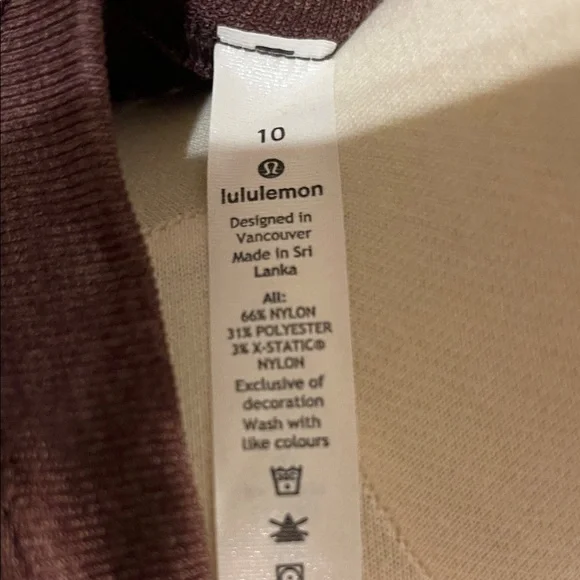 10
lululemon
Designed in
Vancouver
Made in Sri
Lanka
All:
66% NYLON
31% POLYESTER
3% X-STATIC®
NYLON
Exclusive of
decoration
Wash with
like colours